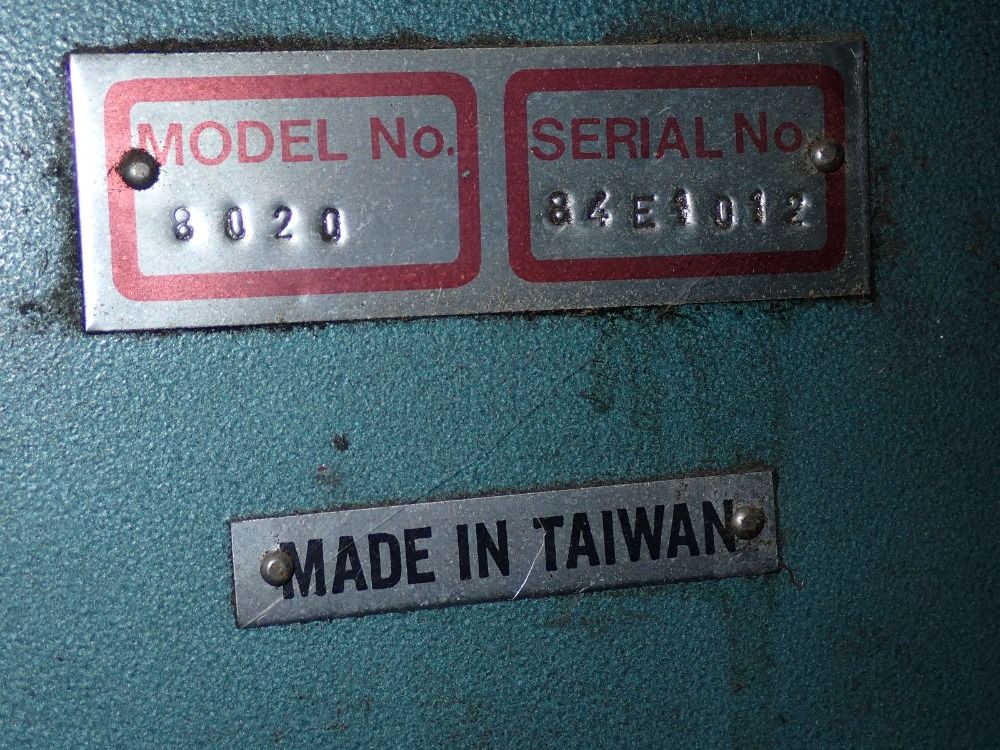 MODEL No.
8020
SERIAL No.
84E1012
MADE IN TAIWAN